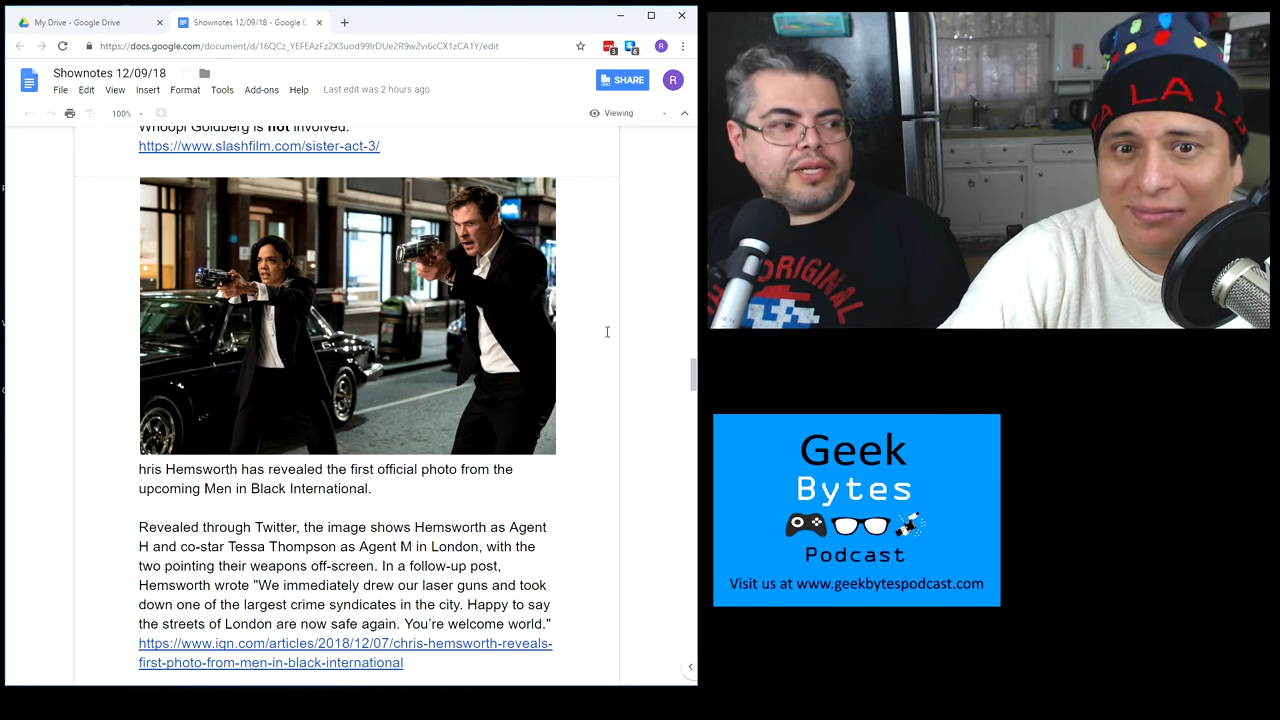 My Drive - Google Drive
Shownotes 12/09/18 - Google D
https://docs.google.com/document/d/16QCz_YEFEAzFz2X3uod99IrDUe2R9w2vi6cCX1zCA1Y/edit
Shownotes 12/09/18
SHARE
R
File Edit View Insert Format Tools Add-ons Help Last edit was 2 hours ago
100%
Viewing
Whoopi Goldberg is not involved.
https://www.slashfilm.com/sister-act-3/
hris Hemsworth has revealed the first official photo from the
upcoming Men in Black International.
Revealed through Twitter, the image shows Hemsworth as Agent
H and co-star Tessa Thompson as Agent M in London, with the
two pointing their weapons off-screen. In a follow-up post,
Hemsworth wrote "We immediately drew our laser guns and took
down one of the largest crime syndicates in the city. Happy to say
the streets of London are now safe again. You’re welcome world."
https://www.ign.com/articles/2018/12/07/chris-hemsworth-reveals-
first-photo-from-men-in-black-international
ORIGINAL
FA LA L
Geek
Bytes
Podcast
Visit us at www.geekbytespodcast.com